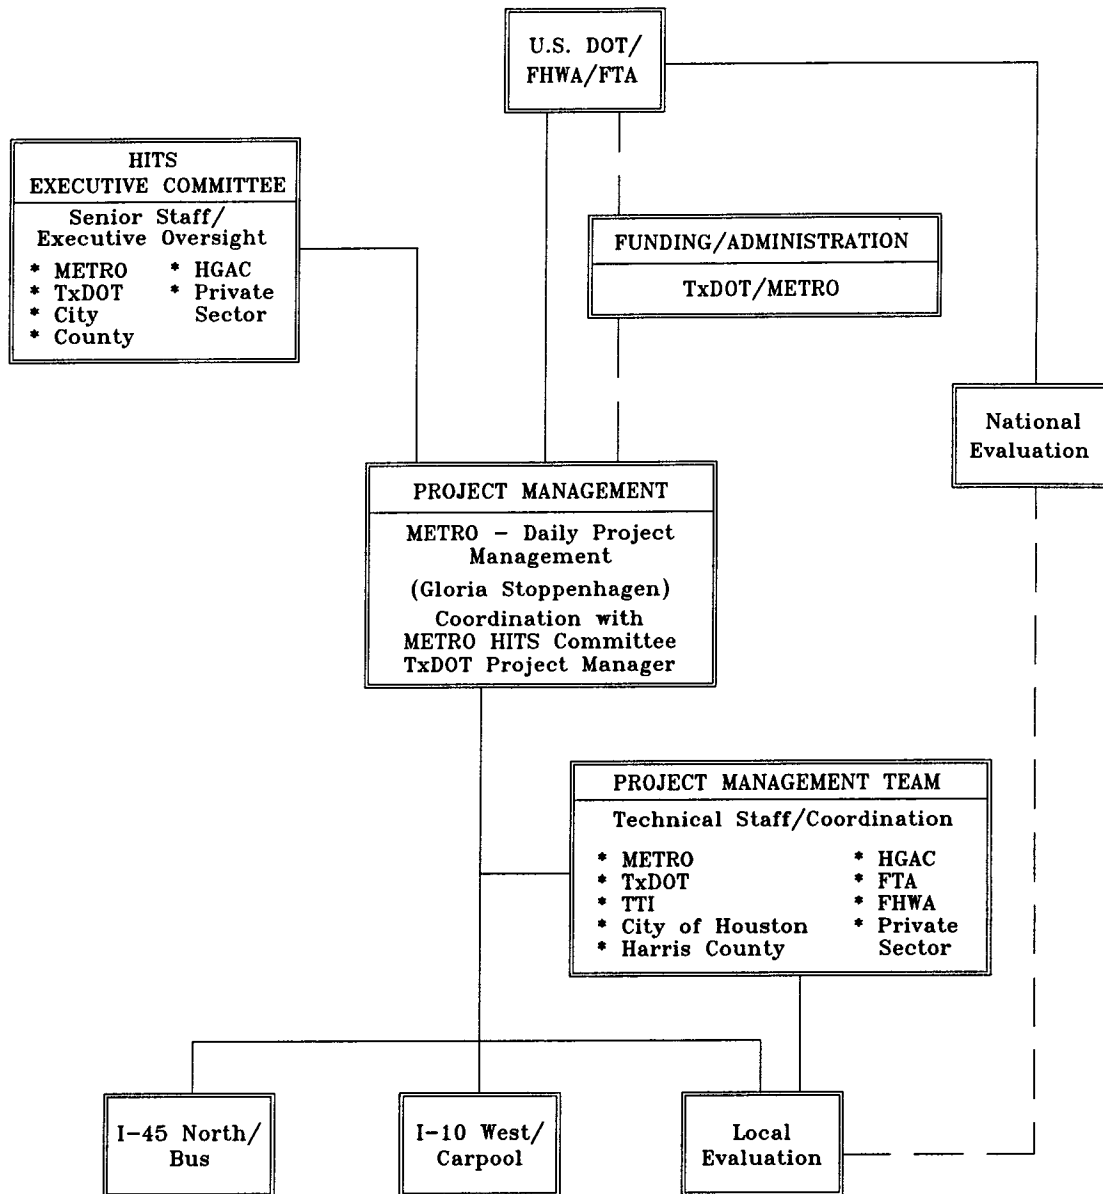 U.S. DOT/
FHWA/FTA
HITS
EXECUTIVE COMMITTEE
Senior Staff/
Executive Oversight
* METRO * HGAC
* TxDOT * Private
* City Sector
* County
FUNDING/ADMINISTRATION
TxDOT/METRO
National
Evaluation
PROJECT MANAGEMENT
METRO – Daily Project
Management
(Gloria Stoppenhagen)
Coordination with
METRO HITS Committee
TxDOT Project Manager
PROJECT MANAGEMENT TEAM
Technical Staff/Coordination
* METRO * HGAC
* TxDOT * FTA
* TTI * FHWA
* City of Houston * Private
* Harris County Sector
I-45 North/
Bus
I-10 West/
Carpool
Local
Evaluation